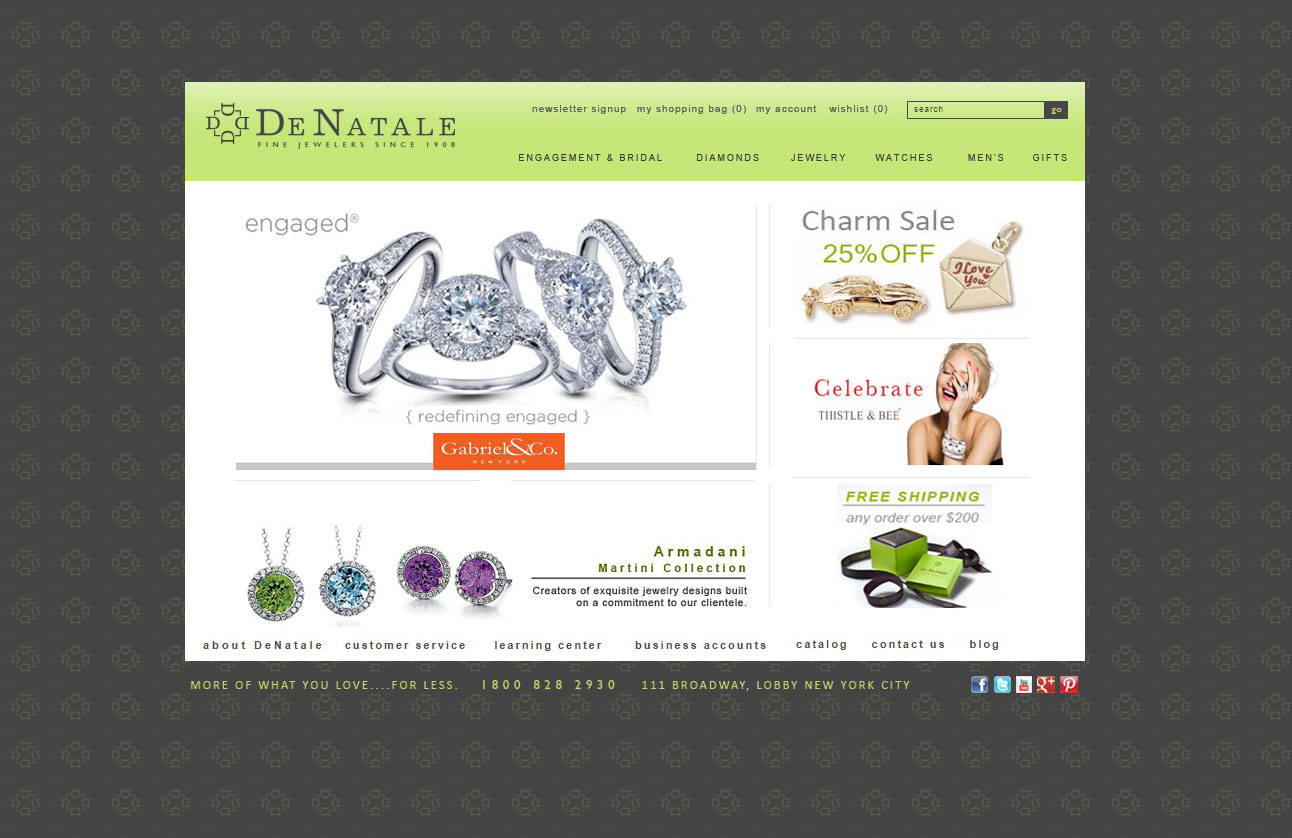 newsletter signup my shopping bag (0) my account wishlist (0) search go
DeNatale
FINE JEWELERS SINCE 1908
ENGAGEMENT & BRIDAL DIAMONDS JEWELRY WATCHES MEN'S GIFTS
engaged®
{ redefining engaged }
Gabriel&Co.
NEW YORK
Charm Sale
25% OFF
I Love
You
Celebrate
THISTLE & BEE®
FREE SHIPPING
any order over $200
DeNatale
Armadani
Martini Collection
Creators of exquisite jewelry designs built
on a commitment to our clientele.
about DeNatale customer service learning center business accounts catalog contact us blog
MORE OF WHAT YOU LOVE....FOR LESS. 1 800 828 2930 111 BROADWAY, LOBBY NEW YORK CITY